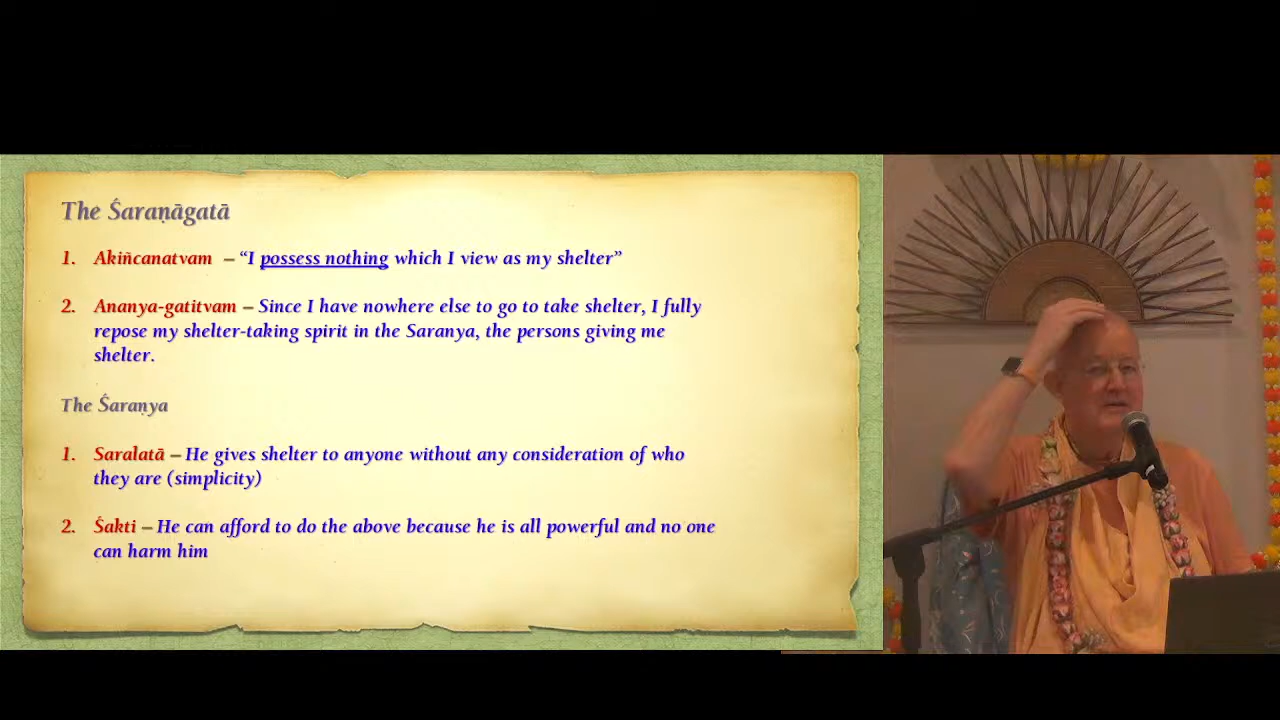 The Śaraṇāgatā
1. Akiñcanatvam – “I possess nothing which I view as my shelter”
2. Ananya-gatitvam – Since I have nowhere else to go to take shelter, I fully
repose my shelter-taking spirit in the Saranya, the persons giving me
shelter.
The Śaraṇya
1. Saralatā – He gives shelter to anyone without any consideration of who
they are (simplicity)
2. Śakti – He can afford to do the above because he is all powerful and no one
can harm him